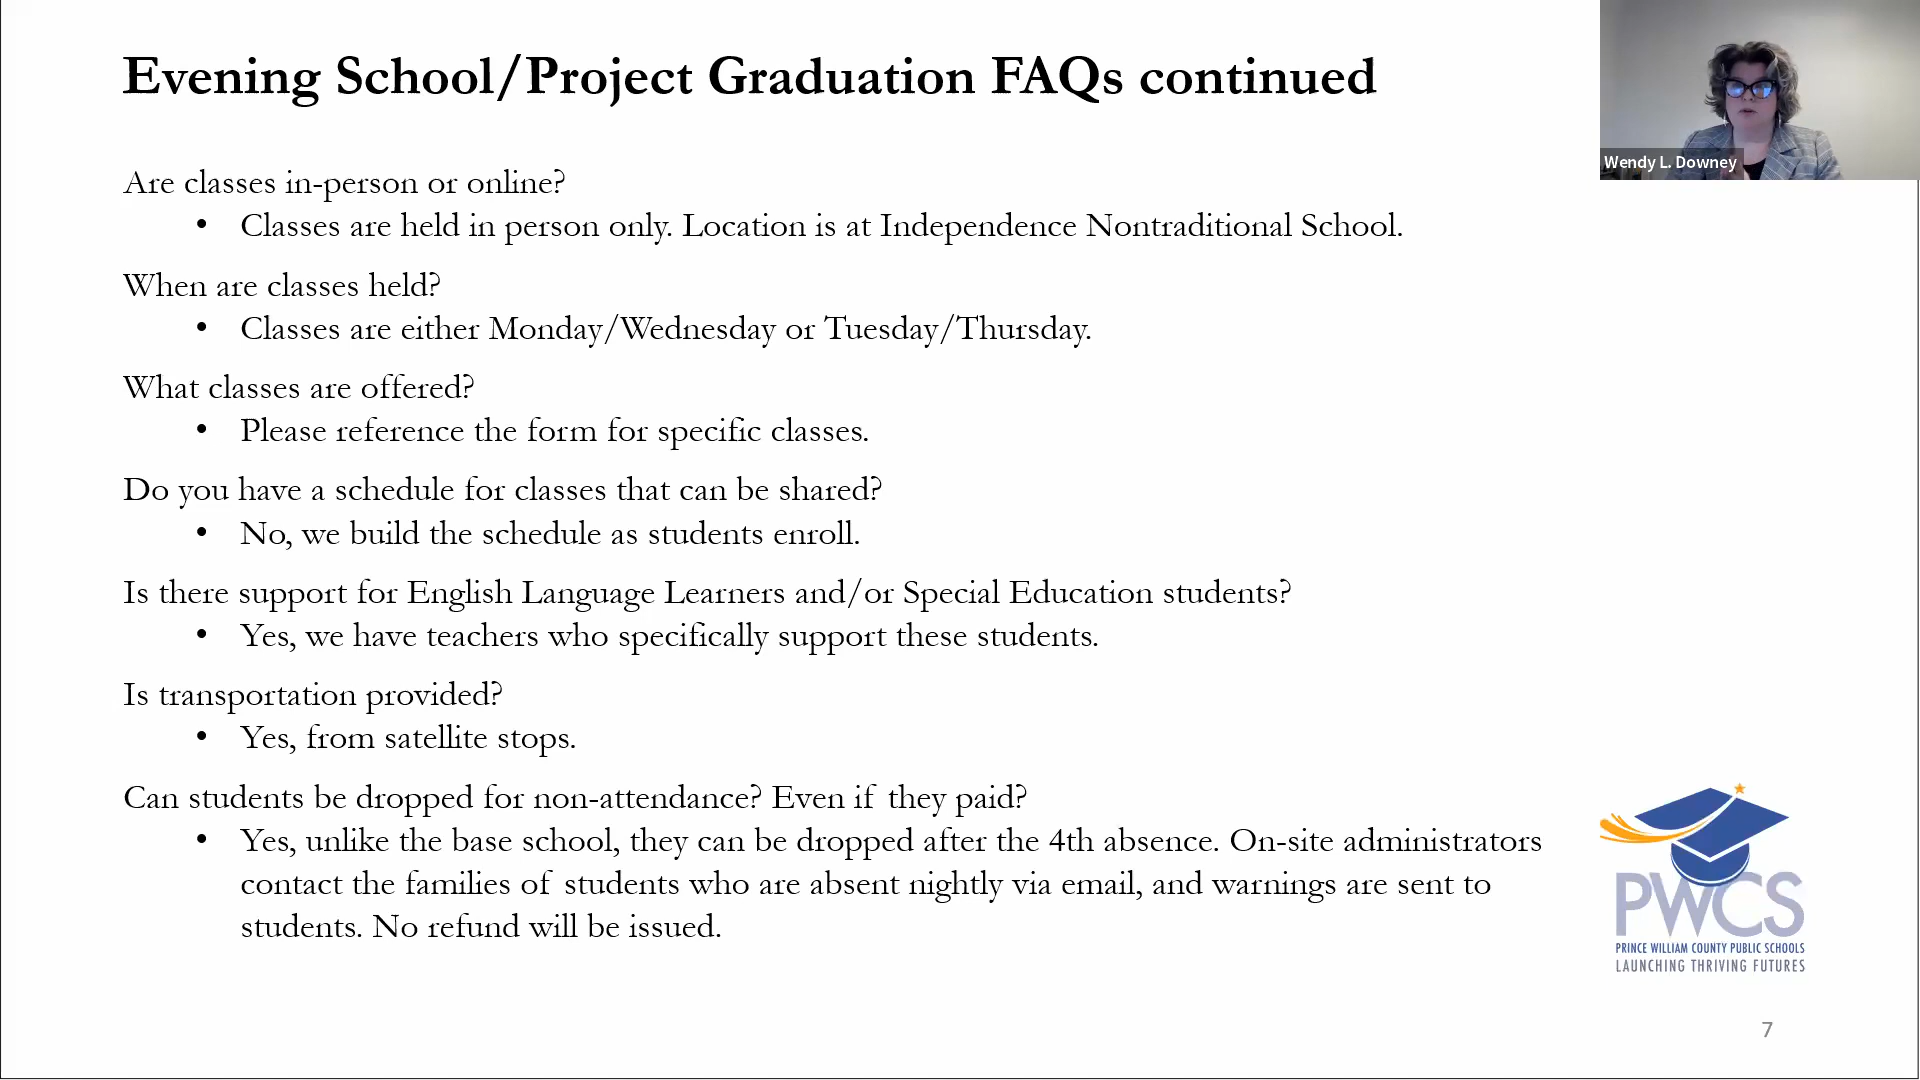 Evening School/Project Graduation FAQs continued
Wendy L. Downey
Are classes in-person or online?
• Classes are held in person only. Location is at Independence Nontraditional School.
When are classes held?
• Classes are either Monday/Wednesday or Tuesday/Thursday.
What classes are offered?
• Please reference the form for specific classes.
Do you have a schedule for classes that can be shared?
• No, we build the schedule as students enroll.
Is there support for English Language Learners and/or Special Education students?
• Yes, we have teachers who specifically support these students.
Is transportation provided?
• Yes, from satellite stops.
Can students be dropped for non-attendance? Even if they paid?
• Yes, unlike the base school, they can be dropped after the 4th absence. On-site administrators
contact the families of students who are absent nightly via email, and warnings are sent to
students. No refund will be issued.
PWCS
PRINCE WILLIAM COUNTY PUBLIC SCHOOLS
LAUNCHING THRIVING FUTURES
7